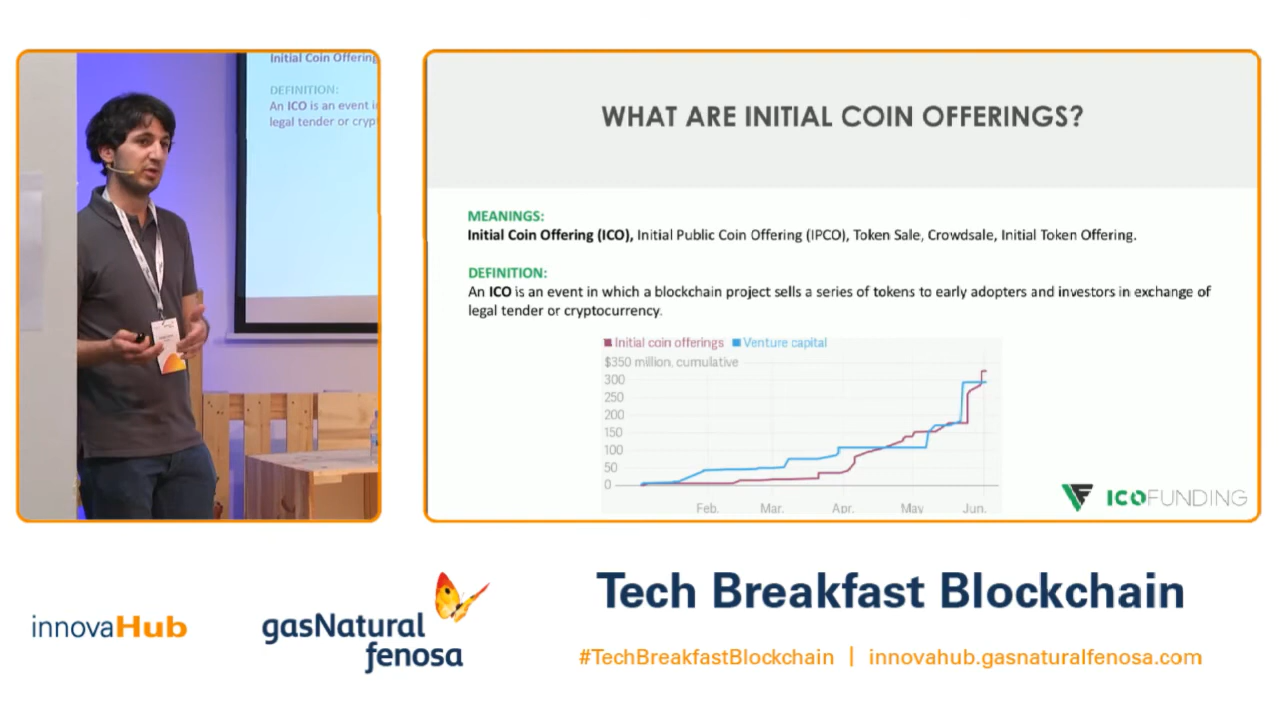 Initial Coin Offering
DEFINITION:
An ICO is an event i
legal tender or cryp
WHAT ARE INITIAL COIN OFFERINGS?
MEANINGS:
Initial Coin Offering (ICO), Initial Public Coin Offering (IPCO), Token Sale, Crowdsale, Initial Token Offering.
DEFINITION:
An ICO is an event in which a blockchain project sells a series of tokens to early adopters and investors in exchange of
legal tender or cryptocurrency.
Initial coin offerings Venture capital
$350 million, cumulative
300
250
200
150
100
50
0
Feb. Mar. Apr. May Jun.
ICOFUNDING
innovaHub
gasNatural
fenosa
Tech Breakfast Blockchain
#TechBreakfastBlockchain | innovahub.gasnaturalfenosa.com